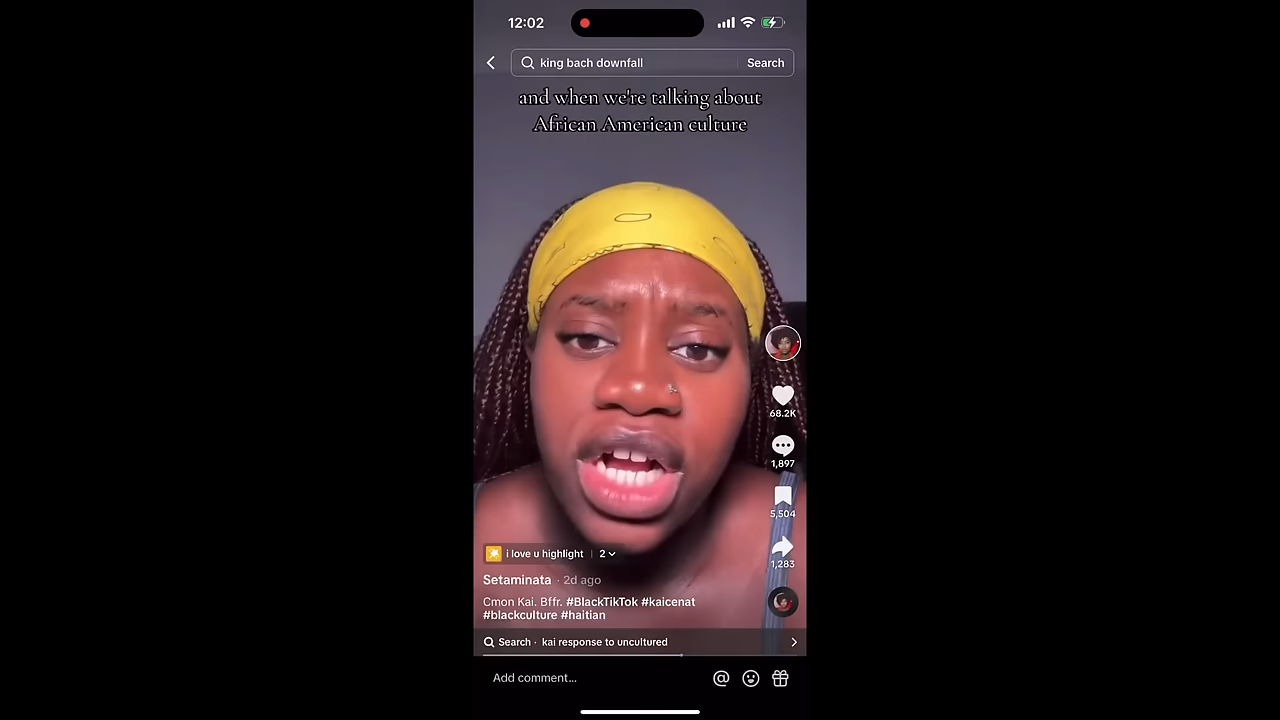 12:02
king bach downfall
Search
and when we're talking about
African American culture
68.2K
1,897
5,504
1,283
i love u highlight | 2
Setaminata · 2d ago
Cmon Kai. Bffr. #BlackTikTok #kaicenat
#blackculture #haitian
Search · kai response to uncultured
Add comment...